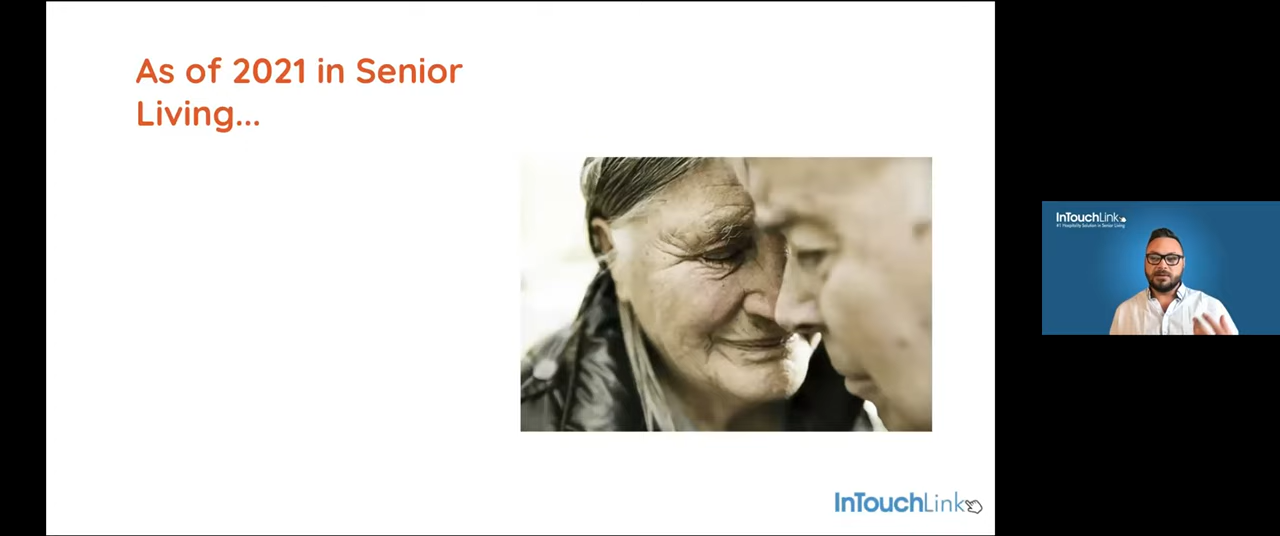 As of 2021 in Senior
Living...
InTouchLink
InTouchLink
#1 Hospitality Solution in Senior Living